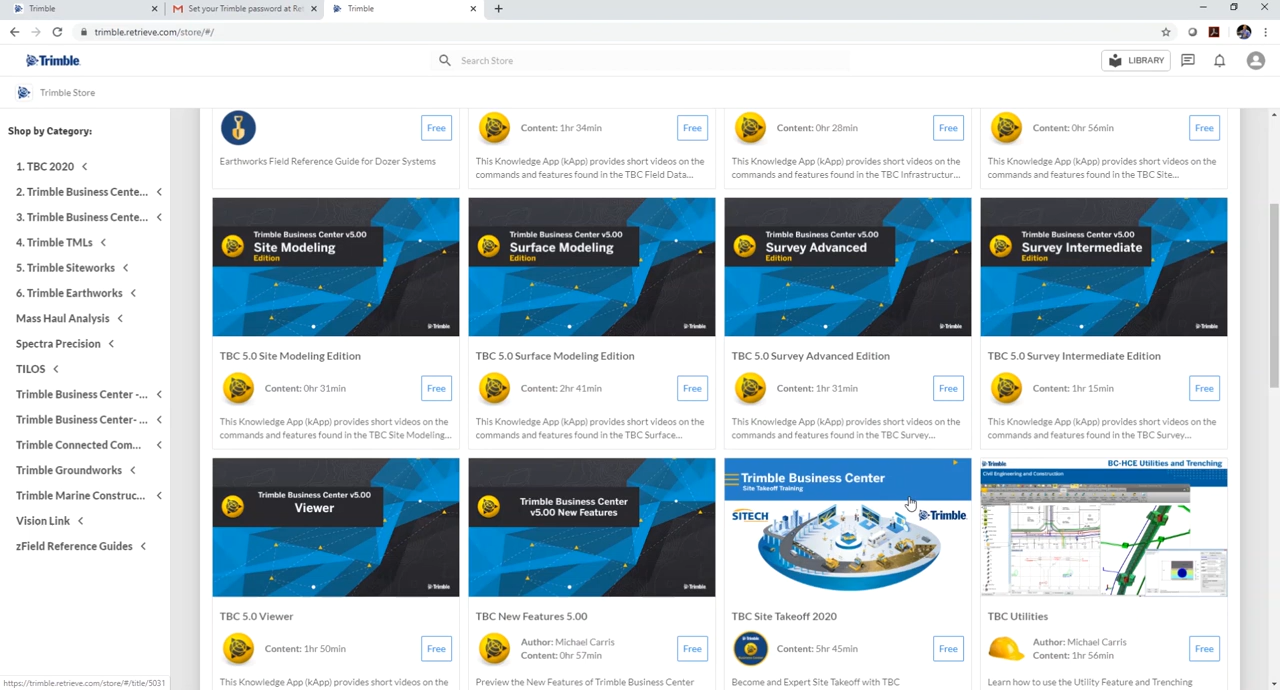 Trimble
Set your Trimble password at Ret
Trimble
trimble.retrieve.com/store/#/
Trimble
Search Store
LIBRARY
Trimble Store
Shop by Category:
1. TBC 2020
2. Trimble Business Cente...
3. Trimble Business Cente...
4. Trimble TMLs
5. Trimble Siteworks
6. Trimble Earthworks
Mass Haul Analysis
Spectra Precision
TILOS
Trimble Business Center -...
Trimble Business Center- ...
Trimble Connected Com...
Trimble Groundworks
Trimble Marine Construc...
Vision Link
zField Reference Guides
Free
Earthworks Field Reference Guide for Dozer Systems
Content: 1hr 34min
Free
This Knowledge App (kApp) provides short videos on the
commands and features found in the TBC Field Data...
Content: 0hr 28min
Free
This Knowledge App (kApp) provides short videos on the
commands and features found in the TBC Infrastructur...
Content: 0hr 56min
Free
This Knowledge App (kApp) provides short videos on the
commands and features found in the TBC Site...
Trimble Business Center v5.00
Site Modeling
Edition
Trimble
TBC 5.0 Site Modeling Edition
Content: 0hr 31min
Free
This Knowledge App (kApp) provides short videos on the
commands and features found in the TBC Site Modeling...
Trimble Business Center v5.00
Surface Modeling
Edition
Trimble
TBC 5.0 Surface Modeling Edition
Content: 2hr 41min
Free
This Knowledge App (kApp) provides short videos on the
commands and features found in the TBC Surface...
Trimble Business Center v5.00
Survey Advanced
Edition
Trimble
TBC 5.0 Survey Advanced Edition
Content: 1hr 31min
Free
This Knowledge App (kApp) provides short videos on the
commands and features found in the TBC Survey...
Trimble Business Center v5.00
Survey Intermediate
Edition
Trimble
TBC 5.0 Survey Intermediate Edition
Content: 1hr 15min
Free
This Knowledge App (kApp) provides short videos on the
commands and features found in the TBC Survey...
Trimble Business Center v5.00
Viewer
Trimble
TBC 5.0 Viewer
Content: 1hr 50min
Free
This Knowledge App (kApp) provides short videos on the
Trimble Business Center
v5.00 New Features
Trimble
TBC New Features 5.00
Author: Michael Carris
Content: 0hr 57min
Free
Preview the New Features of Trimble Business Center
Trimble Business Center
Site Takeoff Training
SITECH
Trimble
TBC Site Takeoff 2020
Content: 5hr 45min
Free
Become and Expert Site Takeoff with TBC
Trimble
BC-HCE Utilities and Trenching
Civil Engineering and Construction
TBC Utilities
Author: Michael Carris
Content: 1hr 56min
Free
Learn how to use the Utility Feature and Trenching
https://trimble.retrieve.com/store/#/title/5031